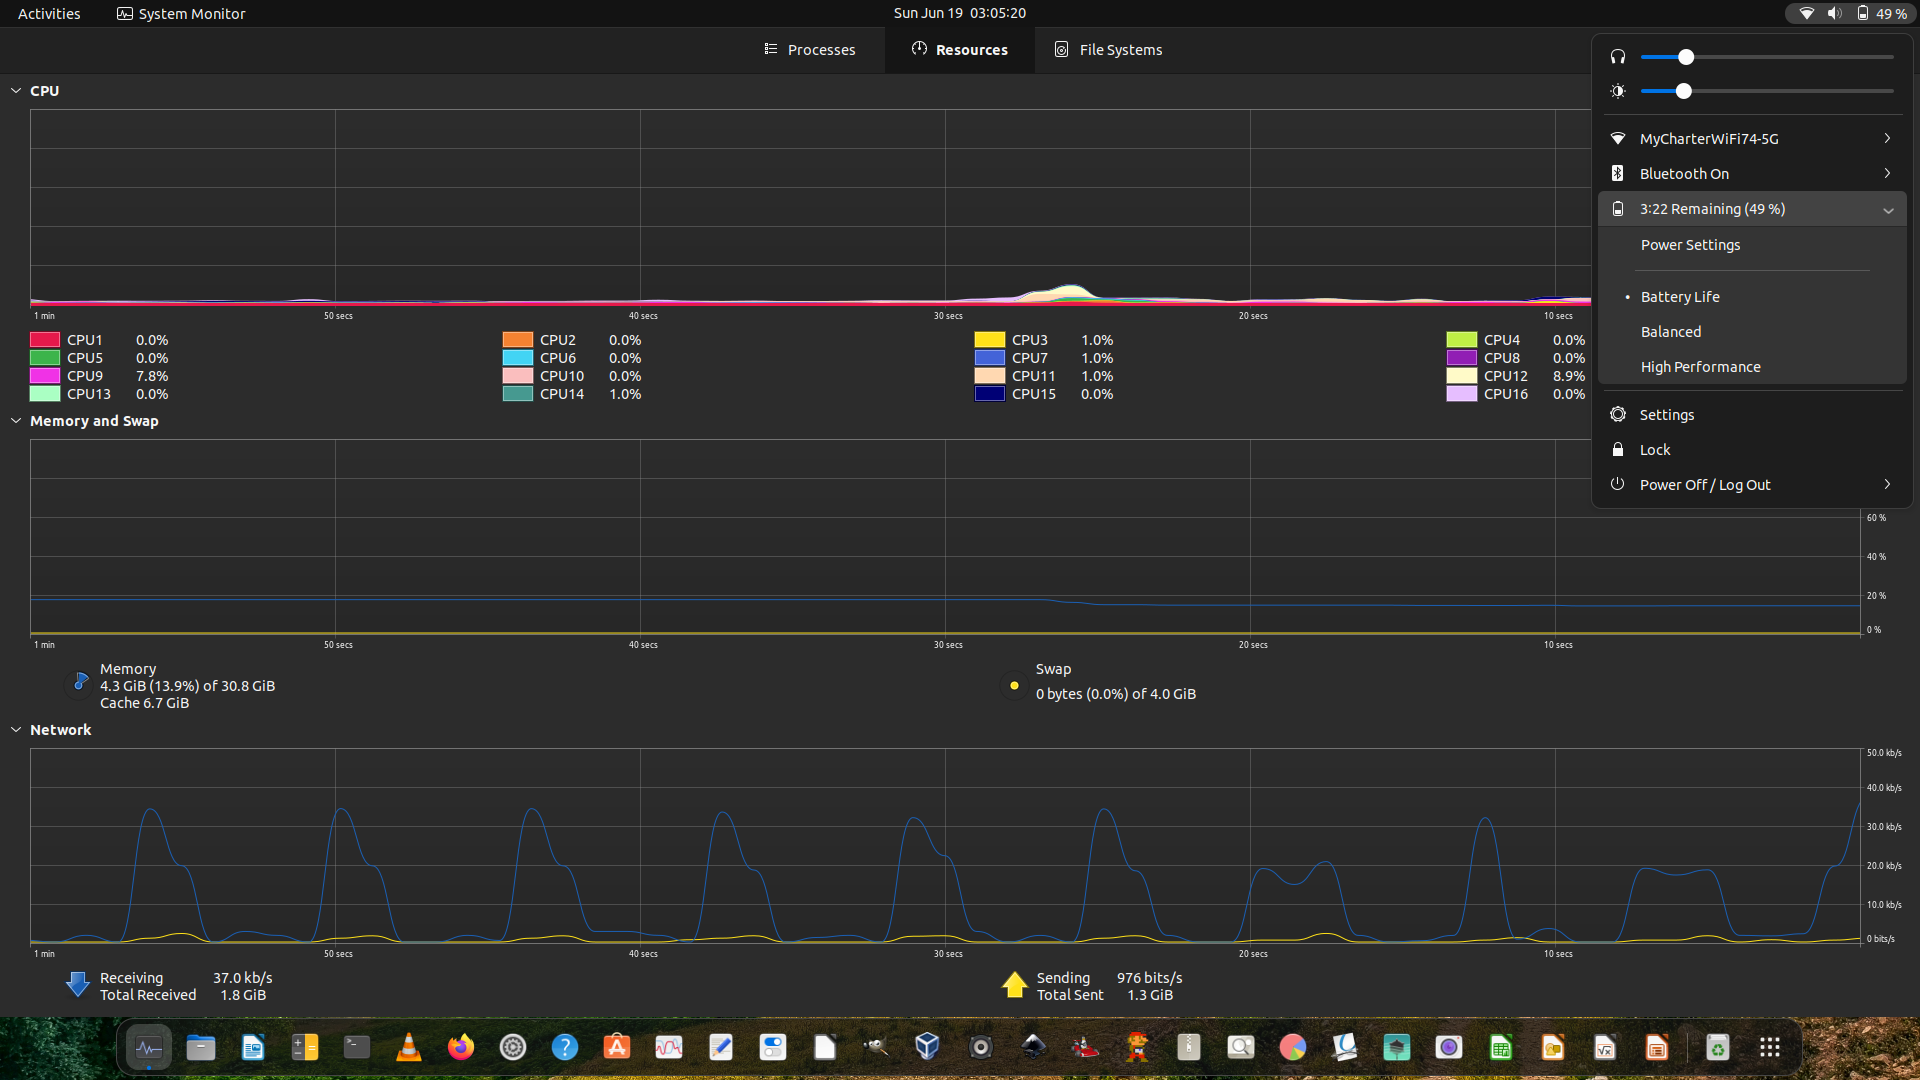 Activities System Monitor Sun Jun 19 03:05:20 49 %
Processes Resources File Systems
CPU
1 min 50 secs 40 secs 30 secs 20 secs 10 secs
CPU1 0.0% CPU2 0.0% CPU3 1.0% CPU4 0.0%
CPU5 0.0% CPU6 0.0% CPU7 1.0% CPU8 0.0%
CPU9 7.8% CPU10 0.0% CPU11 1.0% CPU12 8.9%
CPU13 0.0% CPU14 1.0% CPU15 0.0% CPU16 0.0%
MyCharterWiFi74-5G
Bluetooth On
3:22 Remaining (49 %)
Power Settings
• Battery Life
Balanced
High Performance
Settings
Lock
Power Off / Log Out
Memory and Swap
60 %
40 %
20 %
0 %
1 min 50 secs 40 secs 30 secs 20 secs 10 secs
Memory
4.3 GiB (13.9%) of 30.8 GiB
Cache 6.7 GiB
Swap
0 bytes (0.0%) of 4.0 GiB
Network
50.0 kb/s
40.0 kb/s
30.0 kb/s
20.0 kb/s
10.0 kb/s
0 bits/s
1 min 50 secs 40 secs 30 secs 20 secs 10 secs
Receiving 37.0 kb/s
Total Received 1.8 GiB
Sending 976 bits/s
Total Sent 1.3 GiB